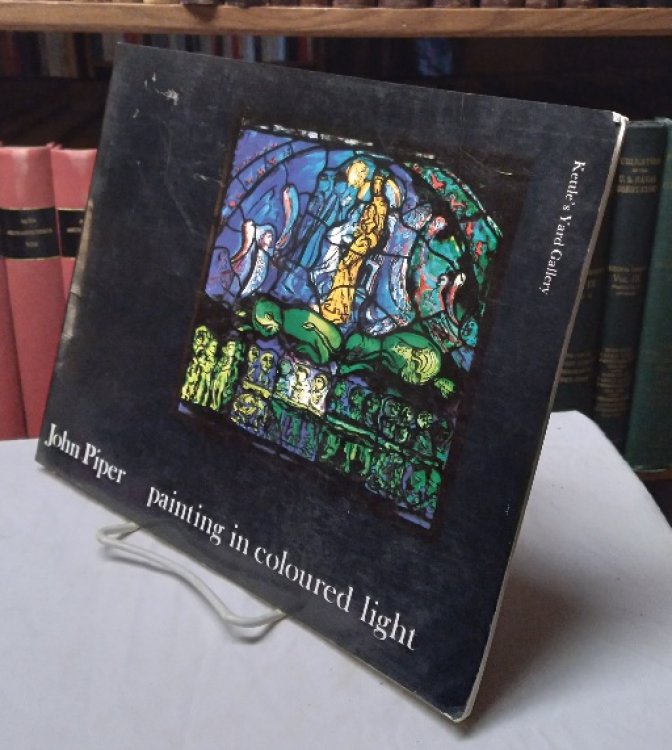 Kettle's Yard Gallery
John Piper
painting in coloured light